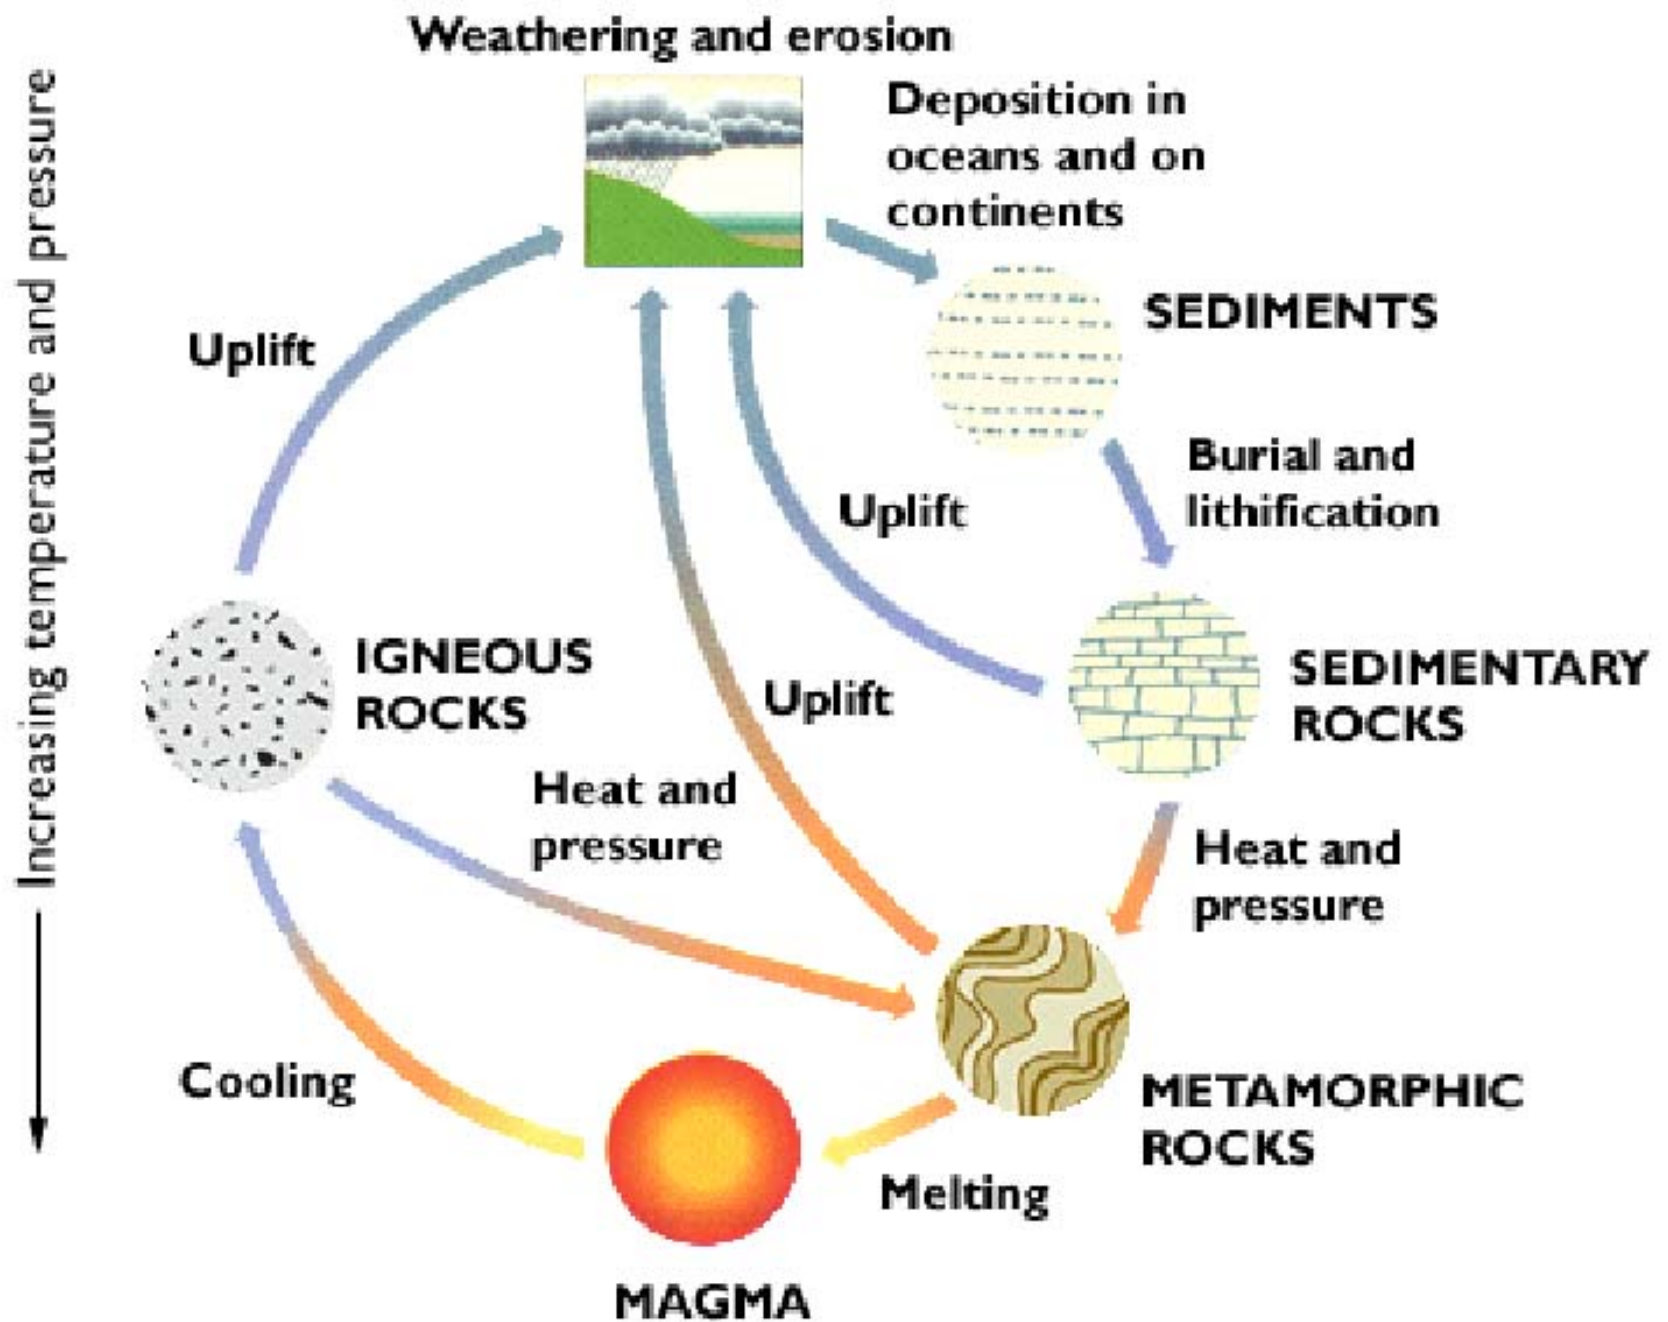 Weathering and erosion
Deposition in
oceans and on
continents
SEDIMENTS
Uplift
Burial and
lithification
Uplift
IGNEOUS
ROCKS
SEDIMENTARY
ROCKS
Uplift
Heat and
pressure
Heat and
pressure
Cooling
METAMORPHIC
ROCKS
Melting
MAGMA
Increasing temperature and pressure